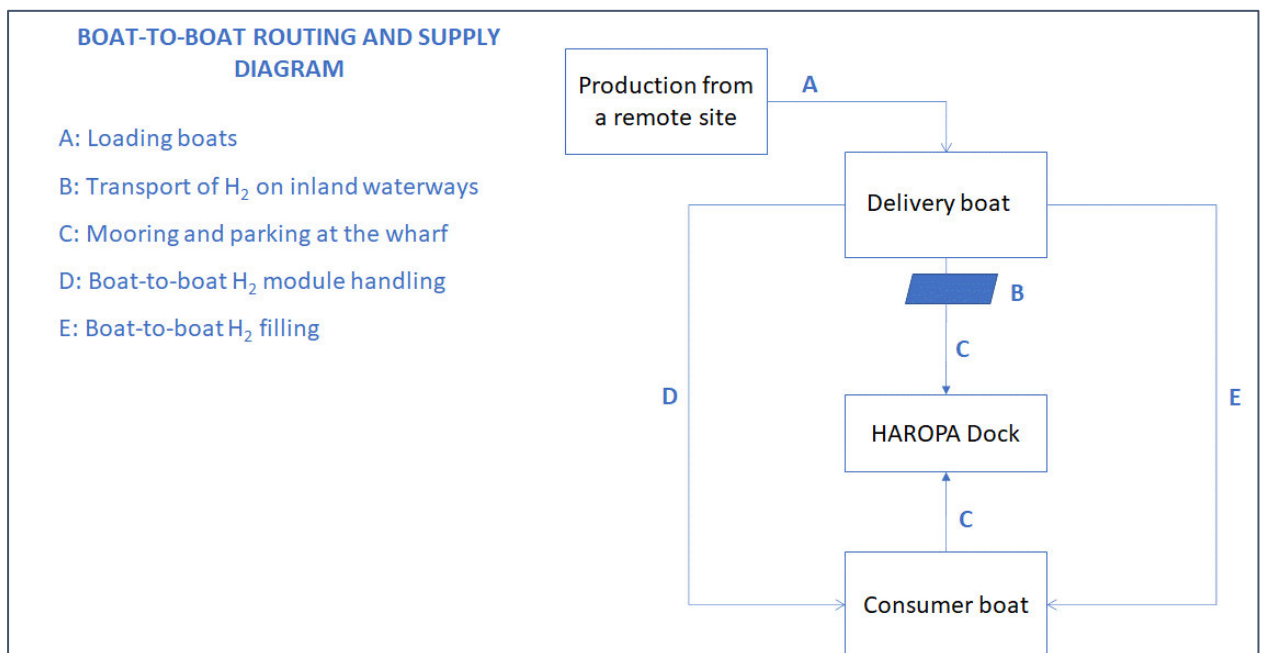 BOAT-TO-BOAT ROUTING AND SUPPLY
DIAGRAM
A: Loading boats
B: Transport of H₂ on inland waterways
C: Mooring and parking at the wharf
D: Boat-to-boat H₂ module handling
E: Boat-to-boat H₂ filling
Production from
a remote site
A
Delivery boat
B
C
D
E
HAROPA Dock
C
Consumer boat